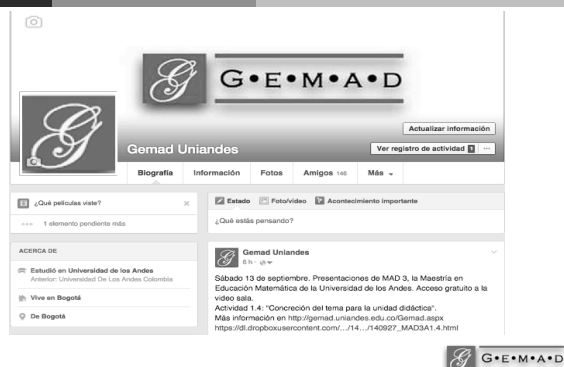 G
G•E•M•A•D
G
Actualizar información
Gemad Uniandes
Ver registro de actividad 1 ...
Biografía Información Fotos Amigos 146 Más
¿Qué películas viste? ×
1 elemento pendiente más
ACERCA DE
Estudió en Universidad de los Andes
Anterior: Universidad De Los Andes Colombia
Vive en Bogotá
De Bogotá
Estado Foto/vídeo Acontecimiento importante
¿Qué estás pensando?
Gemad Uniandes
6 h ·
Sábado 13 de septiembre. Presentaciones de MAD 3, la Maestría en
Educación Matemática de la Universidad de los Andes. Acceso gratuito a la
video sala.
Actividad 1.4: "Concreción del tema para la unidad didáctica".
Más información en http://gemad.uniandes.edu.co/Gemad.aspx
https://dl.dropboxusercontent.com/.../14.../140927_MAD3A1.4.html
G G•E•M•A•D